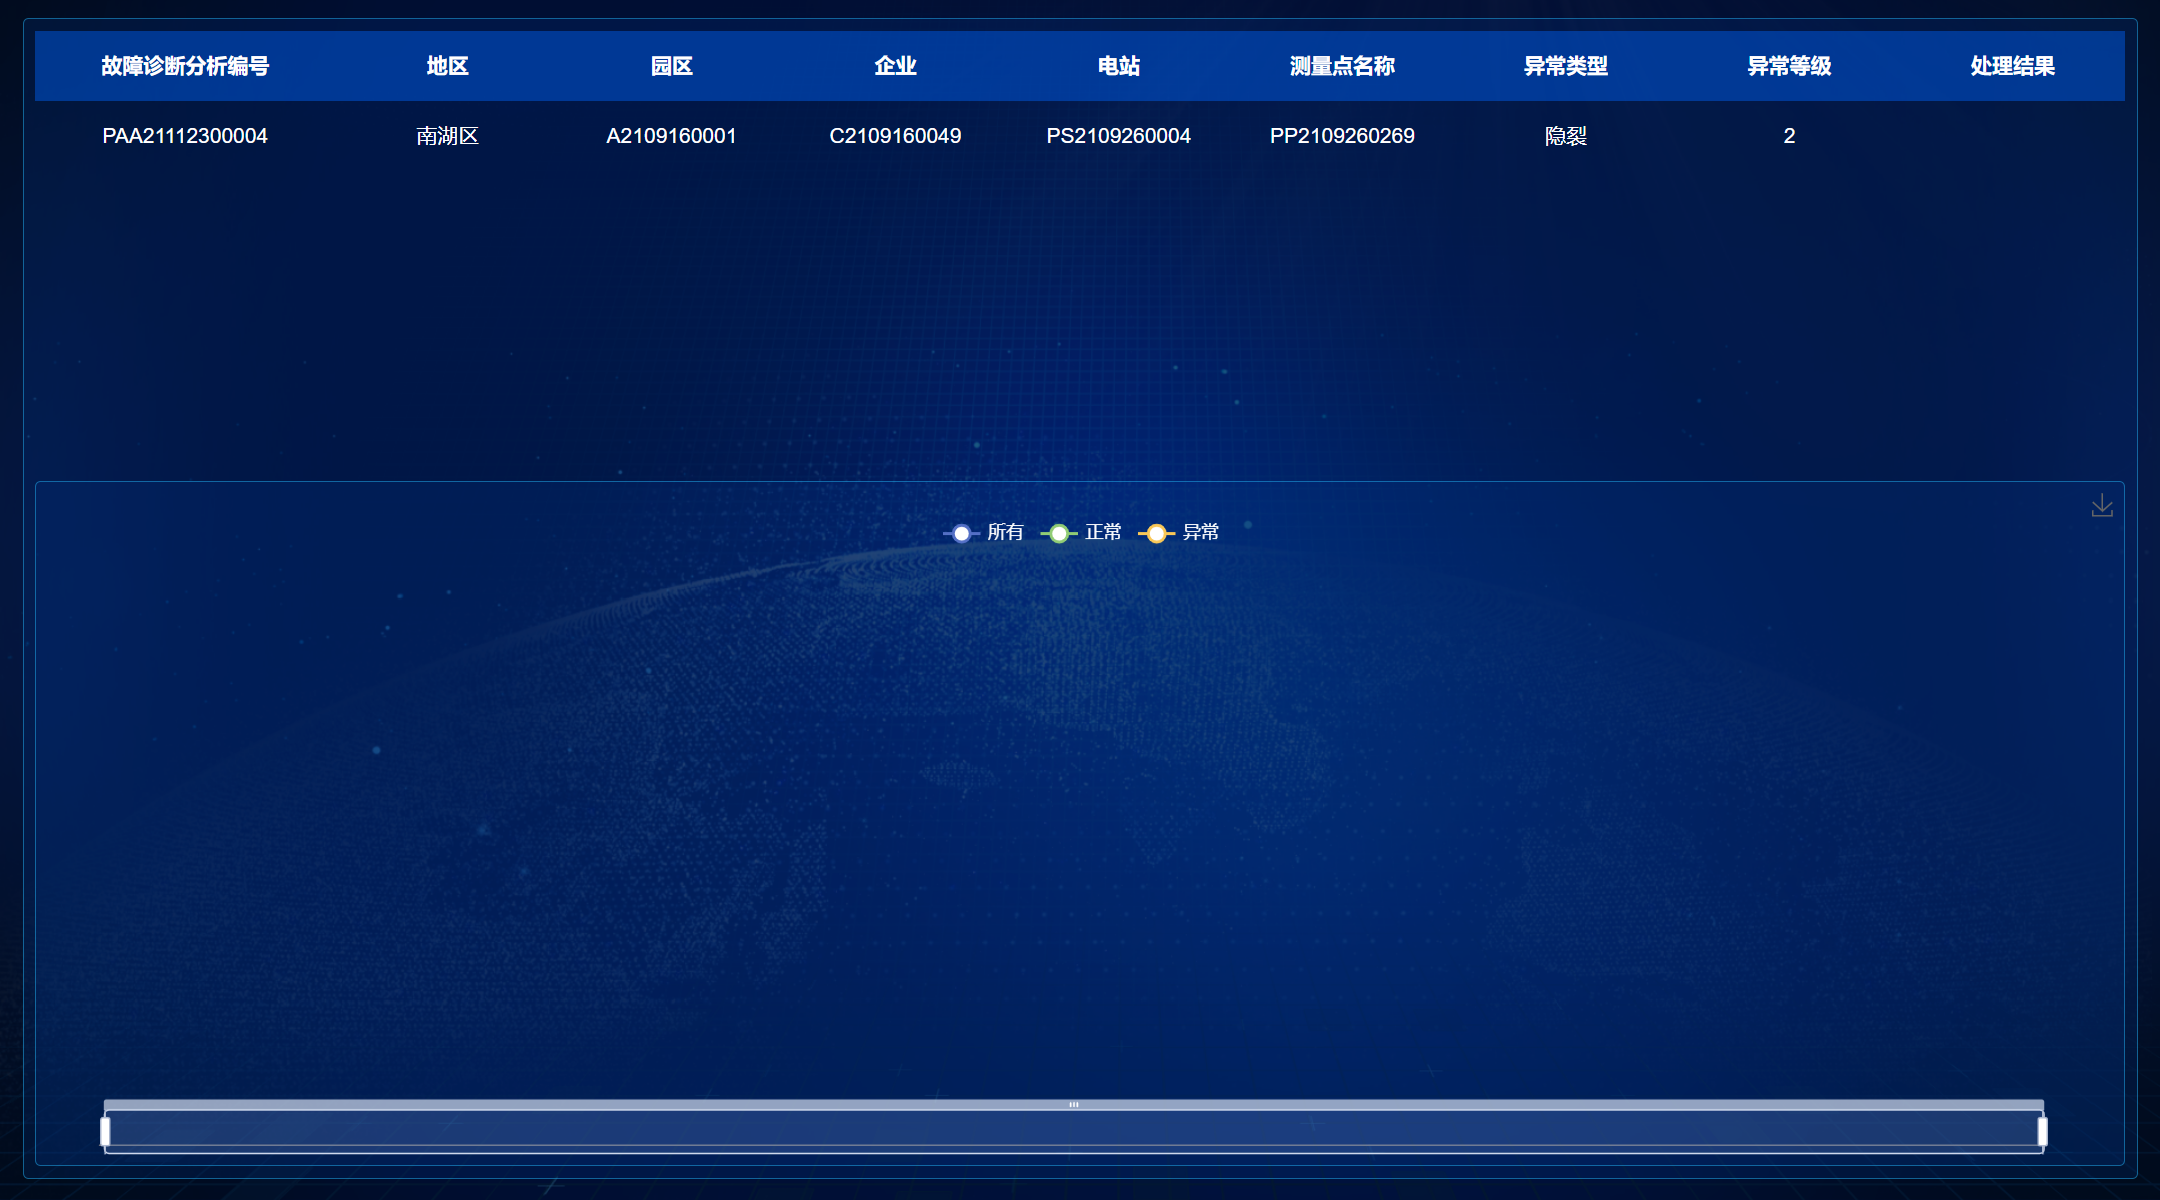 故障诊断分析编号 地区 园区 企业 电站 测量点名称 异常类型 异常等级 处理结果
PAA21112300004 南湖区 A2109160001 C2109160049 PS2109260004 PP2109260269 隐裂 2
所有 正常 异常